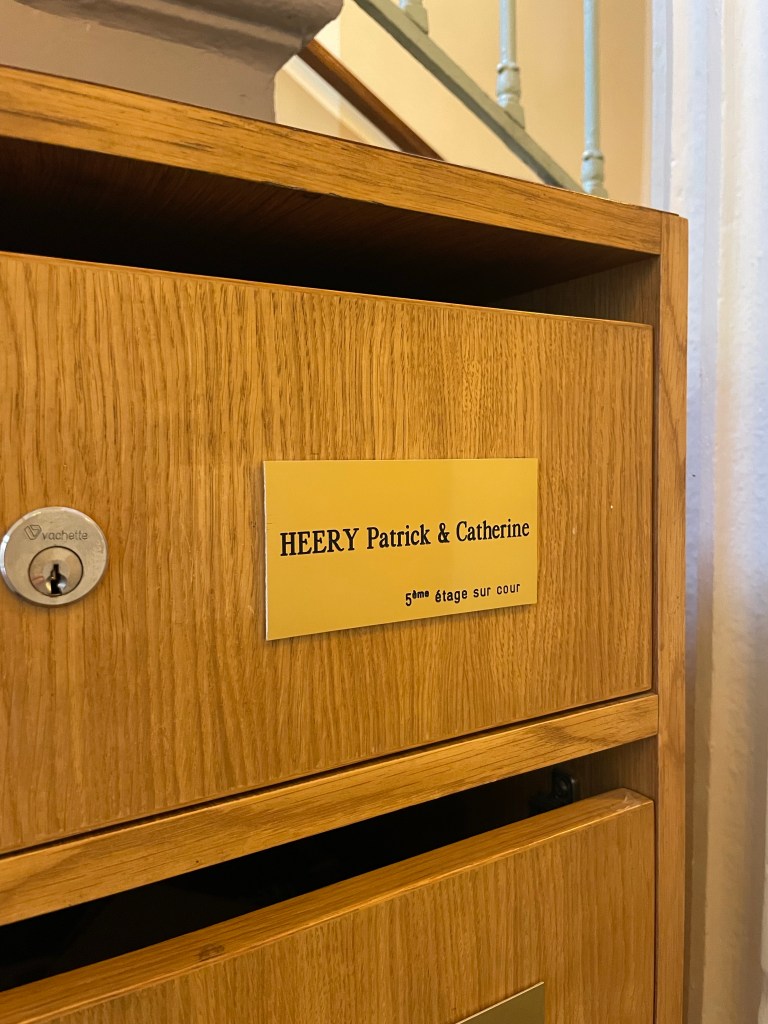 vachette
HEERY Patrick & Catherine
5ème étage sur cour